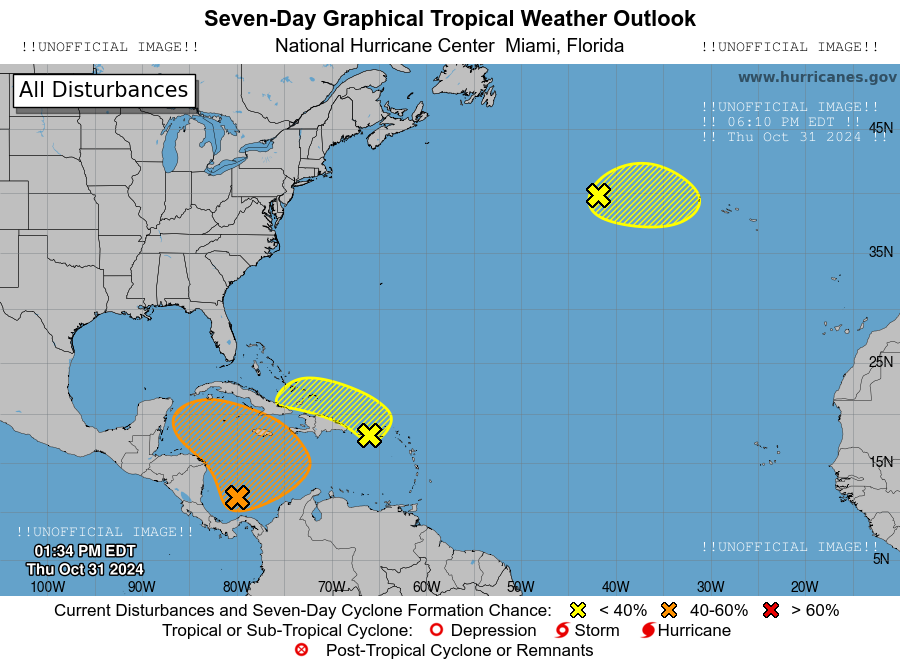 Seven-Day Graphical Tropical Weather Outlook
!!UNOFFICIAL IMAGE!! National Hurricane Center Miami, Florida !!UNOFFICIAL IMAGE!!
All Disturbances
www.hurricanes.gov
!!UNOFFICIAL IMAGE!!
!! 06:10 PM EDT !!
!! Thu Oct 31 2024 !!
45N
35N
25N
15N
!!UNOFFICIAL IMAGE!!
01:34 PM EDT
Thu Oct 31 2024
!!UNOFFICIAL IMAGE!!
5N
100W 90W 80W 70W 60W 50W 40W 30W 20W
Current Disturbances and Seven-Day Cyclone Formation Chance: < 40% 40-60% > 60%
Tropical or Sub-Tropical Cyclone: Depression Storm Hurricane
Post-Tropical Cyclone or Remnants